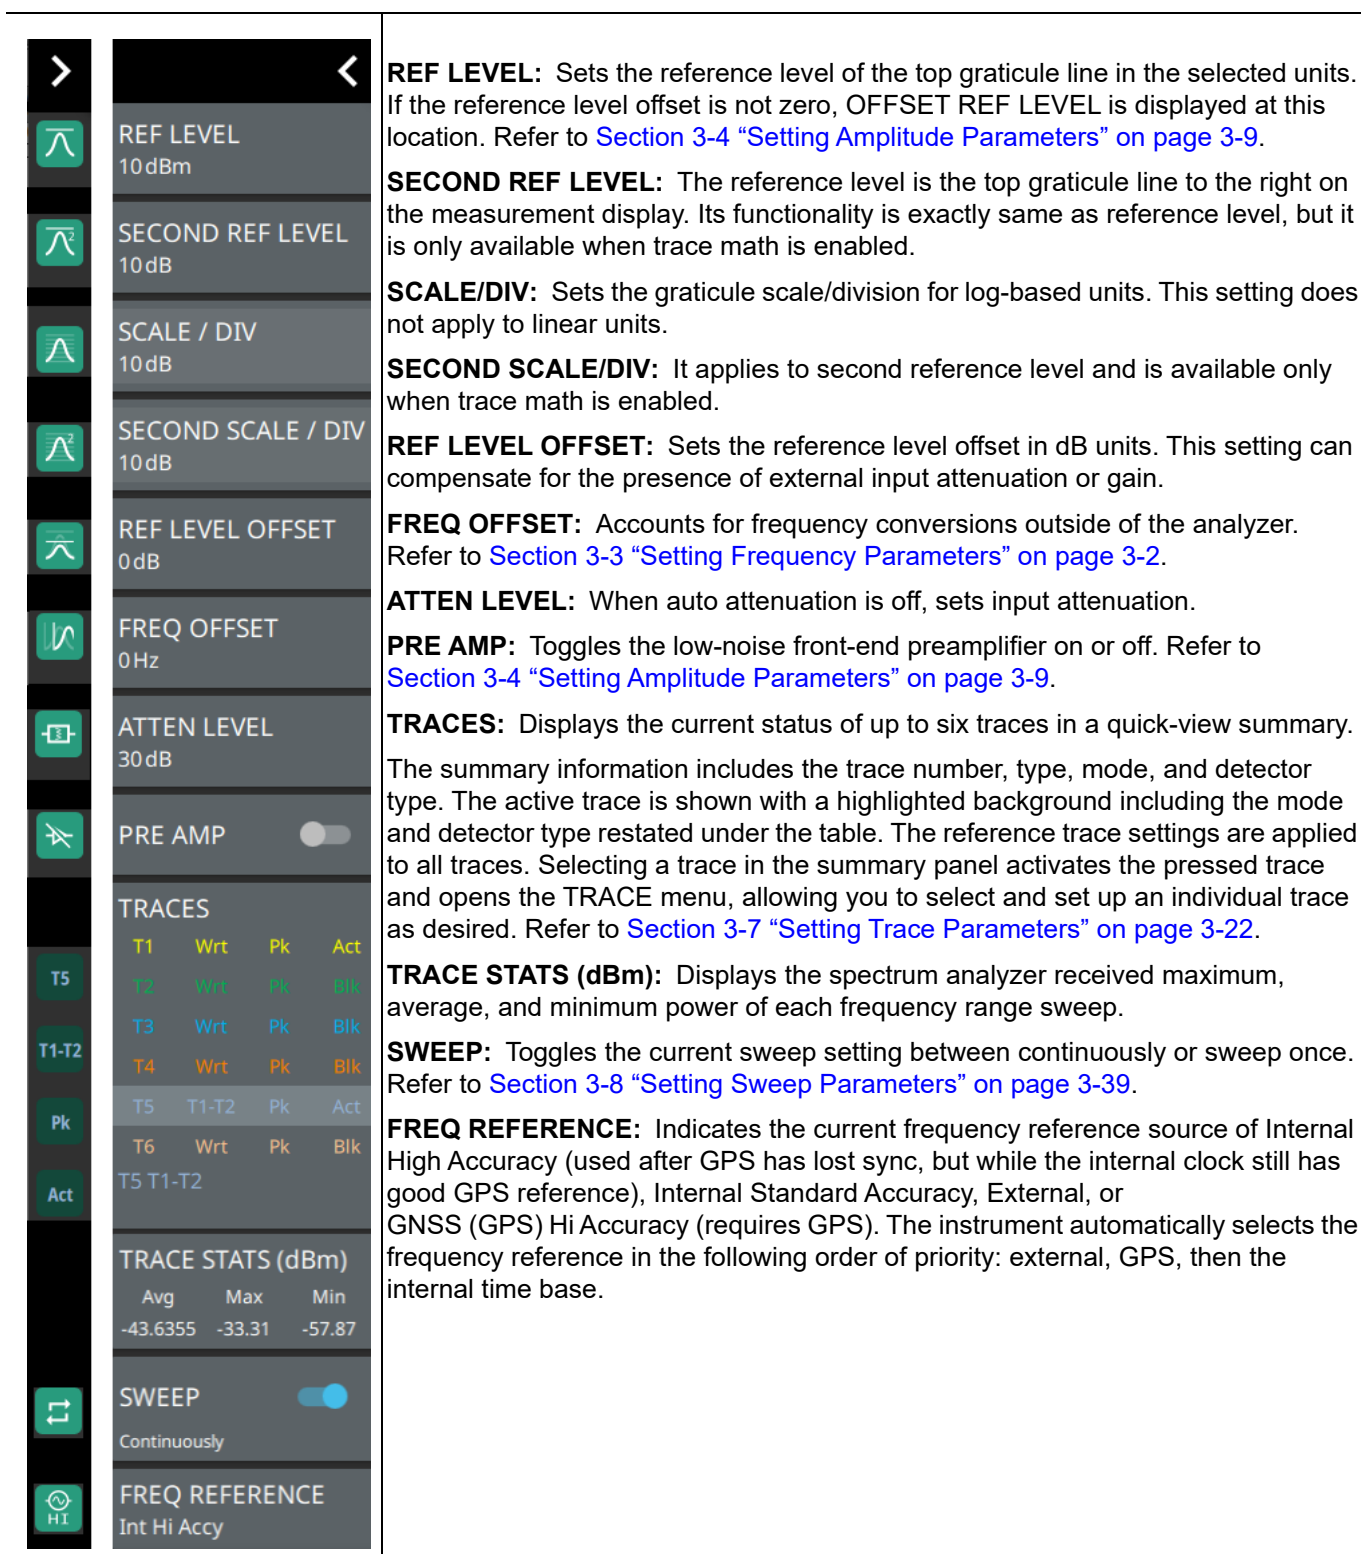 REF LEVEL
10 dBm
SECOND REF LEVEL
10 dB
SCALE / DIV
10 dB
SECOND SCALE / DIV
10 dB
REF LEVEL OFFSET
0 dB
FREQ OFFSET
0 Hz
ATTEN LEVEL
30 dB
PRE AMP
TRACES
T1 Wrt Pk Act
T2 Wrt Pk Blk
T3 Wrt Pk Blk
T4 Wrt Pk Blk
T5 T1-T2 Pk Act
T6 Wrt Pk Blk
T5 T1-T2
T5
T1-T2
Pk
Act
TRACE STATS (dBm)
Avg Max Min
-43.6355 -33.31 -57.87
SWEEP
Continuously
FREQ REFERENCE
Int Hi Accy
HI
2
2
REF LEVEL: Sets the reference level of the top graticule line in the selected units.
If the reference level offset is not zero, OFFSET REF LEVEL is displayed at this
location. Refer to Section 3-4 “Setting Amplitude Parameters” on page 3-9.
SECOND REF LEVEL: The reference level is the top graticule line to the right on
the measurement display. Its functionality is exactly same as reference level, but it
is only available when trace math is enabled.
SCALE/DIV: Sets the graticule scale/division for log-based units. This setting does
not apply to linear units.
SECOND SCALE/DIV: It applies to second reference level and is available only
when trace math is enabled.
REF LEVEL OFFSET: Sets the reference level offset in dB units. This setting can
compensate for the presence of external input attenuation or gain.
FREQ OFFSET: Accounts for frequency conversions outside of the analyzer.
Refer to Section 3-3 “Setting Frequency Parameters” on page 3-2.
ATTEN LEVEL: When auto attenuation is off, sets input attenuation.
PRE AMP: Toggles the low-noise front-end preamplifier on or off. Refer to
Section 3-4 “Setting Amplitude Parameters” on page 3-9.
TRACES: Displays the current status of up to six traces in a quick-view summary.
The summary information includes the trace number, type, mode, and detector
type. The active trace is shown with a highlighted background including the mode
and detector type restated under the table. The reference trace settings are applied
to all traces. Selecting a trace in the summary panel activates the pressed trace
and opens the TRACE menu, allowing you to select and set up an individual trace
as desired. Refer to Section 3-7 “Setting Trace Parameters” on page 3-22.
TRACE STATS (dBm): Displays the spectrum analyzer received maximum,
average, and minimum power of each frequency range sweep.
SWEEP: Toggles the current sweep setting between continuously or sweep once.
Refer to Section 3-8 “Setting Sweep Parameters” on page 3-39.
FREQ REFERENCE: Indicates the current frequency reference source of Internal
High Accuracy (used after GPS has lost sync, but while the internal clock still has
good GPS reference), Internal Standard Accuracy, External, or
GNSS (GPS) Hi Accuracy (requires GPS). The instrument automatically selects the
frequency reference in the following order of priority: external, GPS, then the
internal time base.